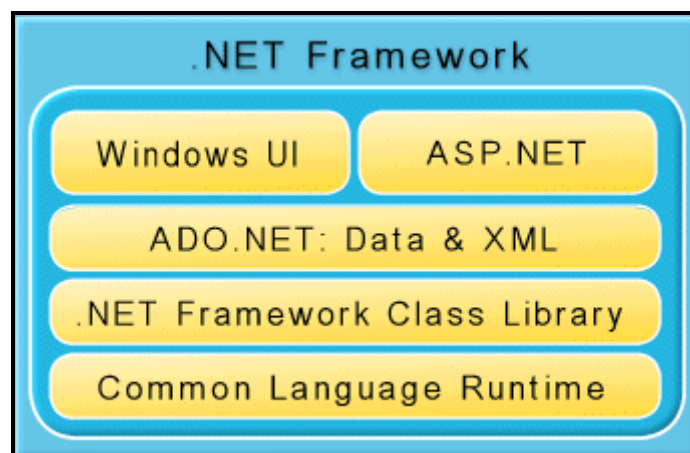 .NET Framework
Windows UI
ASP.NET
ADO.NET: Data & XML
.NET Framework Class Library
Common Language Runtime